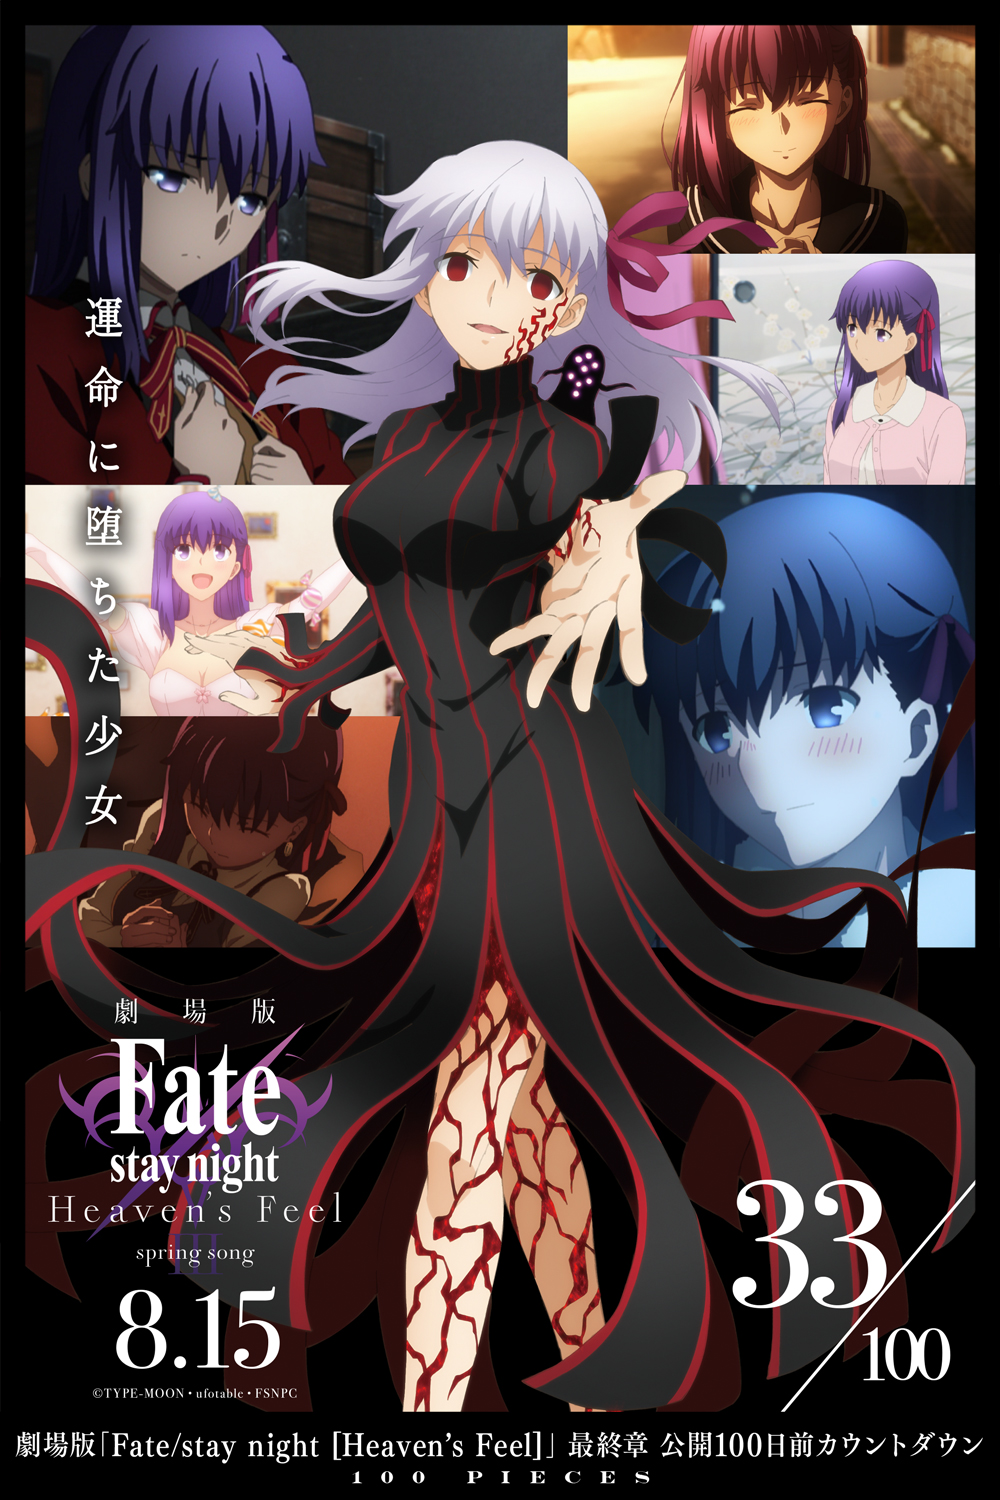 運命に堕ちた少女
劇場版
Fate
stay night
Heaven's Feel
III
spring song
8.15
©TYPE-MOON・ufotable・FSNPC
33/100
劇場版「Fate/stay night [Heaven's Feel]」最終章 公開100日前カウントダウン
100 PIECES